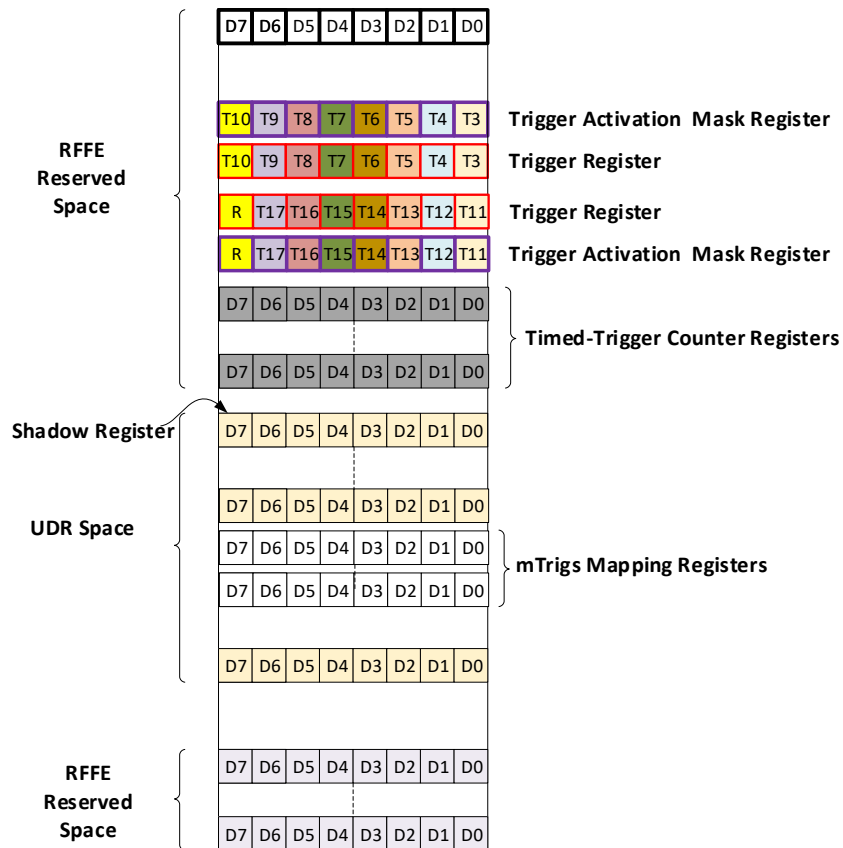 D7 D6 D5 D4 D3 D2 D1 D0
T10 T9 T8 T7 T6 T5 T4 T3 Trigger Activation Mask Register
T10 T9 T8 T7 T6 T5 T4 T3 Trigger Register
RFFE
Reserved
Space
R T17 T16 T15 T14 T13 T12 T11 Trigger Register
R T17 T16 T15 T14 T13 T12 T11 Trigger Activation Mask Register
D7 D6 D5 D4 D3 D2 D1 D0
Timed-Trigger Counter Registers
D7 D6 D5 D4 D3 D2 D1 D0
Shadow Register D7 D6 D5 D4 D3 D2 D1 D0
D7 D6 D5 D4 D3 D2 D1 D0
UDR Space
D7 D6 D5 D4 D3 D2 D1 D0
mTrigs Mapping Registers
D7 D6 D5 D4 D3 D2 D1 D0
D7 D6 D5 D4 D3 D2 D1 D0
D7 D6 D5 D4 D3 D2 D1 D0
RFFE
Reserved
Space
D7 D6 D5 D4 D3 D2 D1 D0